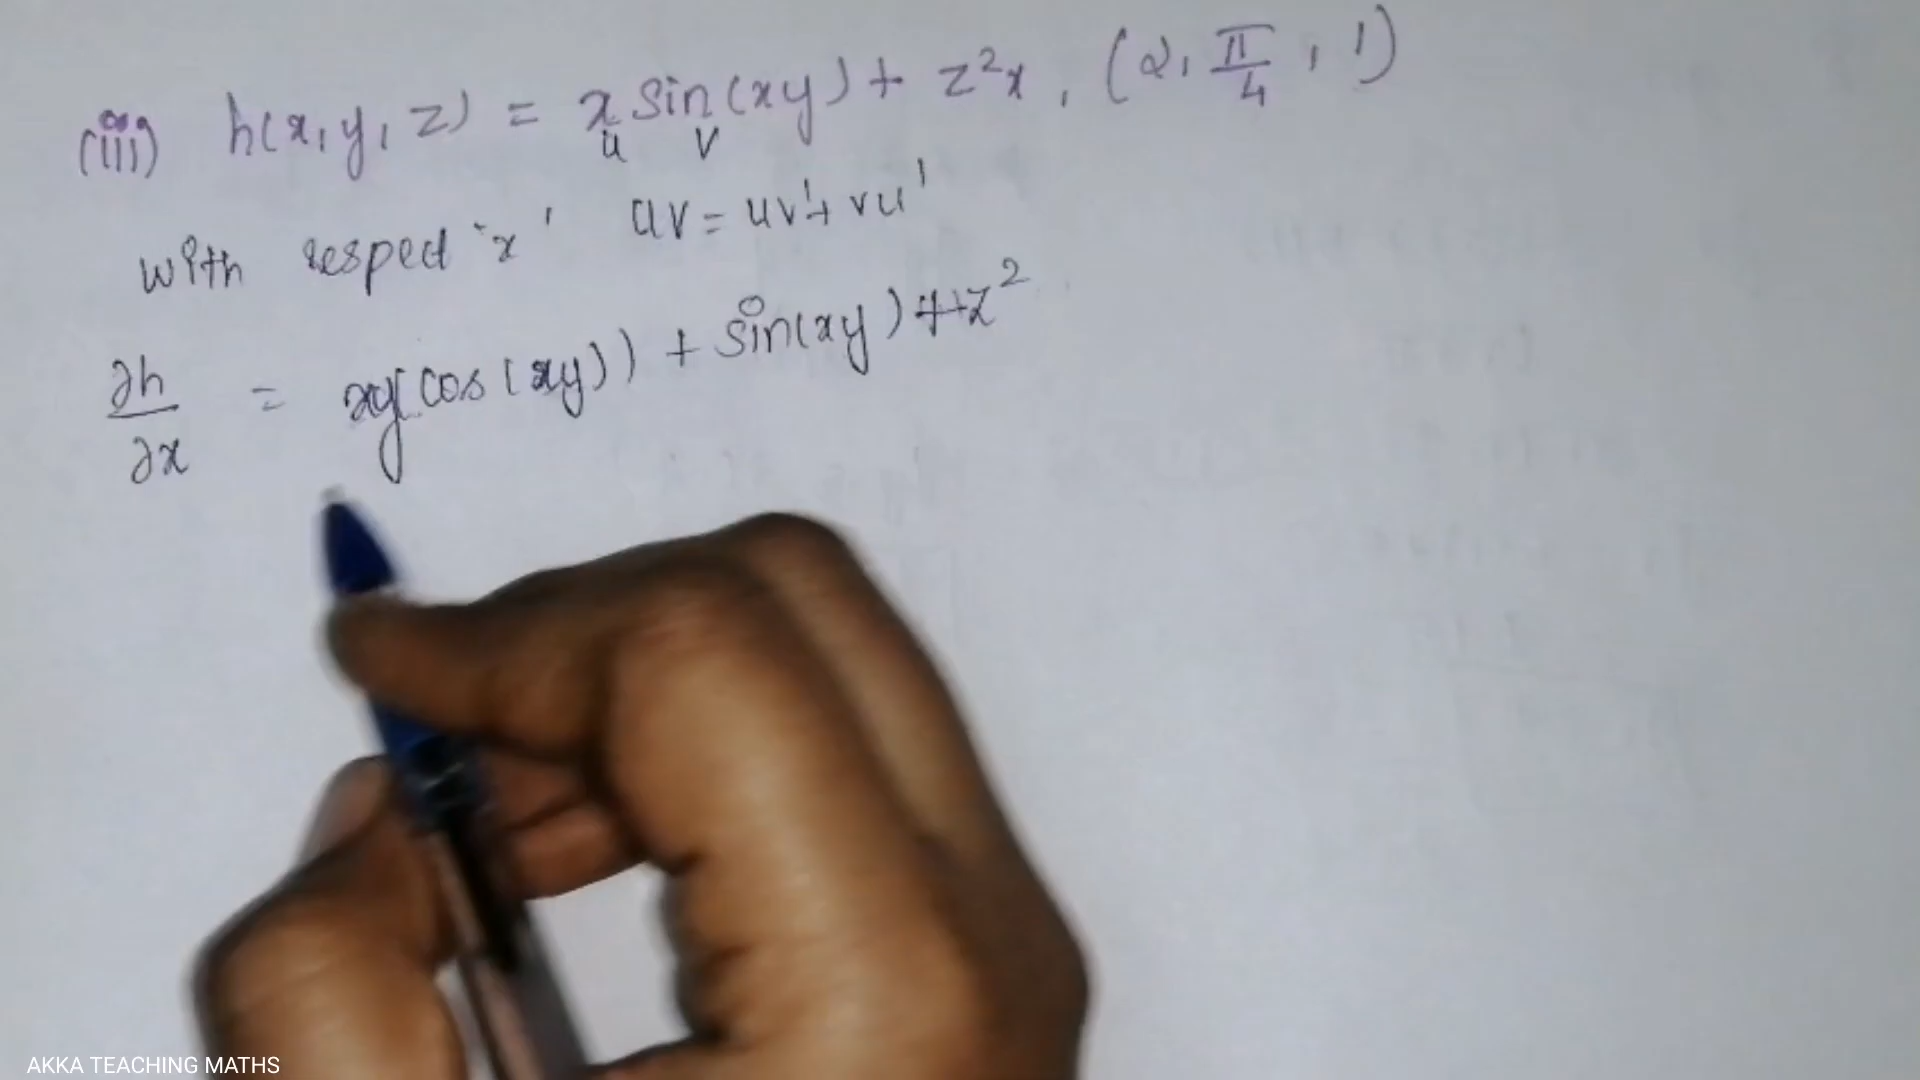 (iii) h(x, y, z) = x sin(xy) + z²x, (2, π/4, 1)
u v
with respect 'x' uv = uv' + vu'
∂h/∂x = xy(cos(xy)) + sin(xy) + z²
AKKA TEACHING MATHS